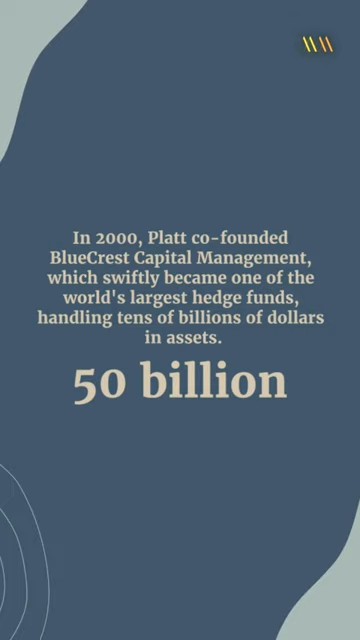 In 2000, Platt co-founded
BlueCrest Capital Management,
which swiftly became one of the
world's largest hedge funds,
handling tens of billions of dollars
in assets.
50 billion